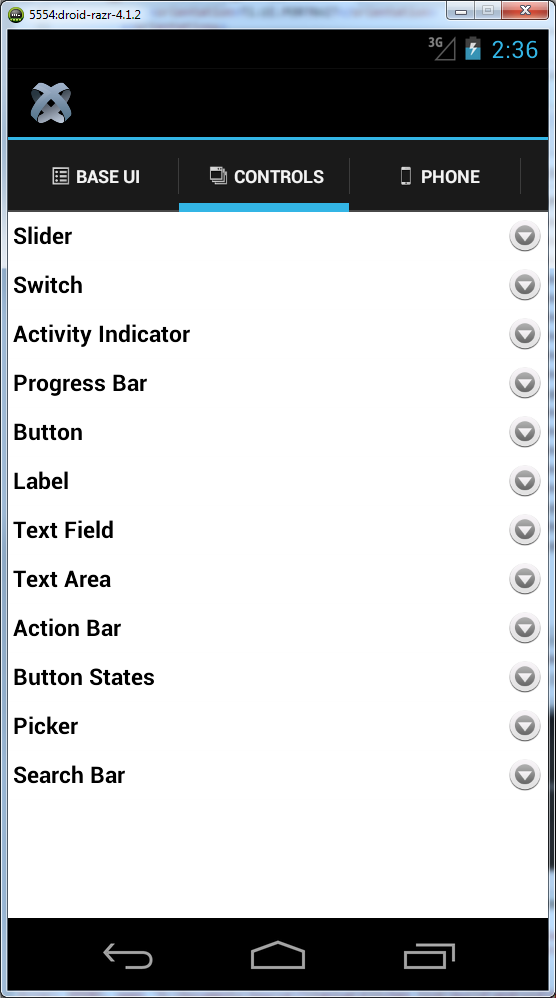 5554:droid-razr-4.1.2
3G 2:36
BASE UI CONTROLS PHONE
Slider
Switch
Activity Indicator
Progress Bar
Button
Label
Text Field
Text Area
Action Bar
Button States
Picker
Search Bar